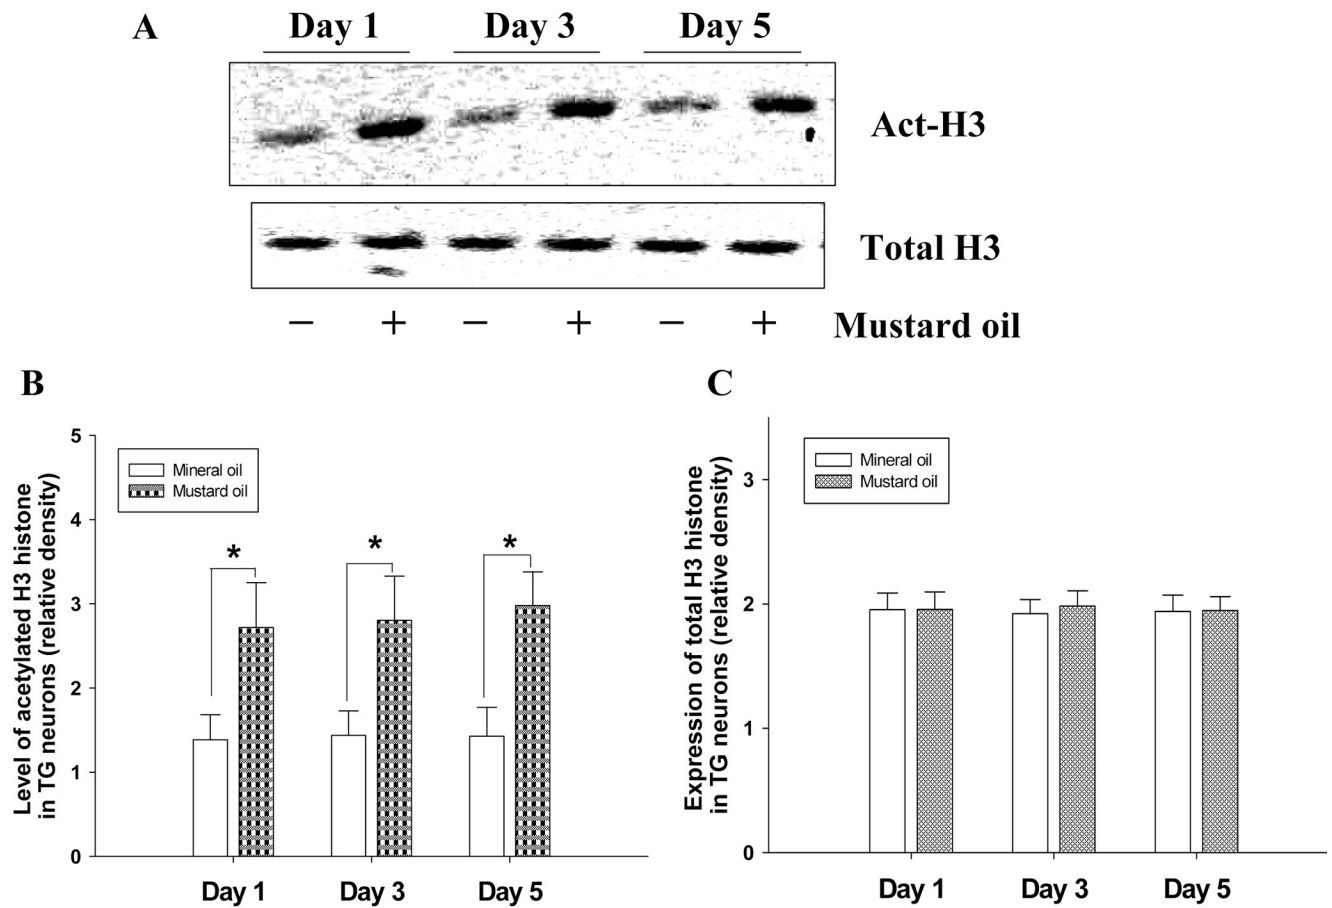 A
Day 1 Day 3 Day 5
Act-H3
Total H3
− + − + − + Mustard oil
B
Level of acetylated H3 histone
in TG neurons (relative density)
5
4
3
2
1
0
Mineral oil
Mustard oil
* * *
Day 1 Day 3 Day 5
C
Expression of total H3 histone
in TG neurons (relative density)
3
2
1
0
Mineral oil
Mustard oil
Day 1 Day 3 Day 5